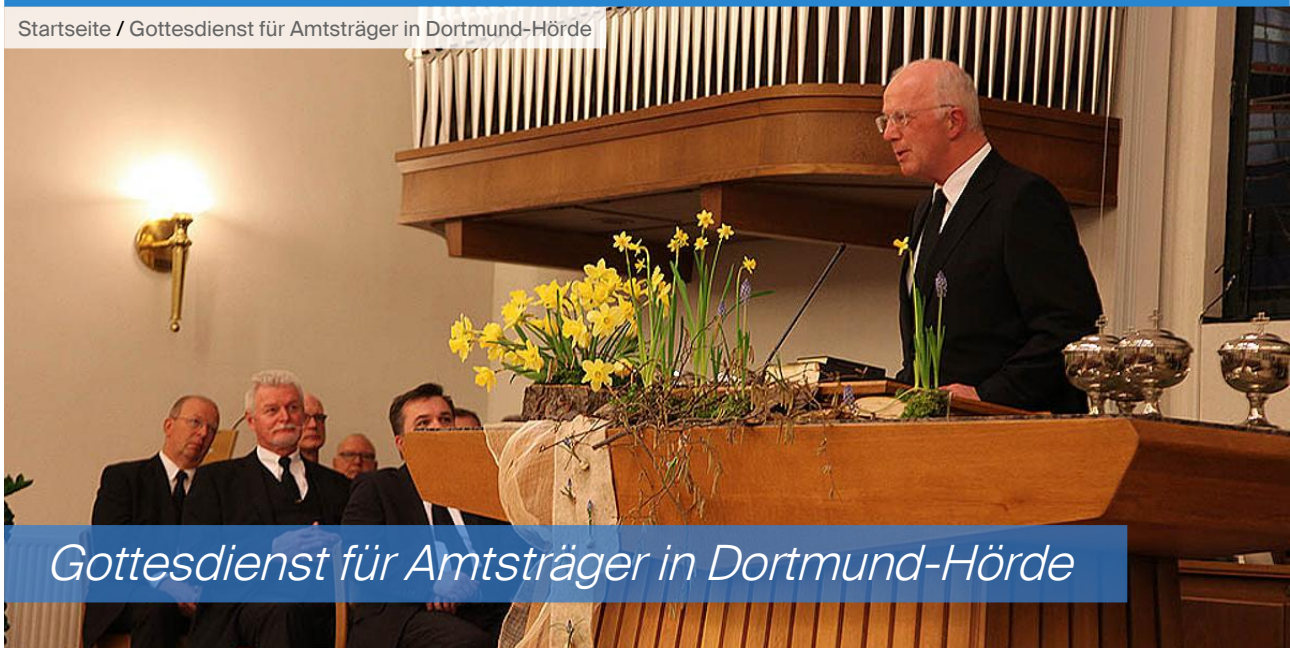 Startseite / Gottesdienst für Amtsträger in Dortmund-Hörde
Gottesdienst für Amtsträger in Dortmund-Hörde